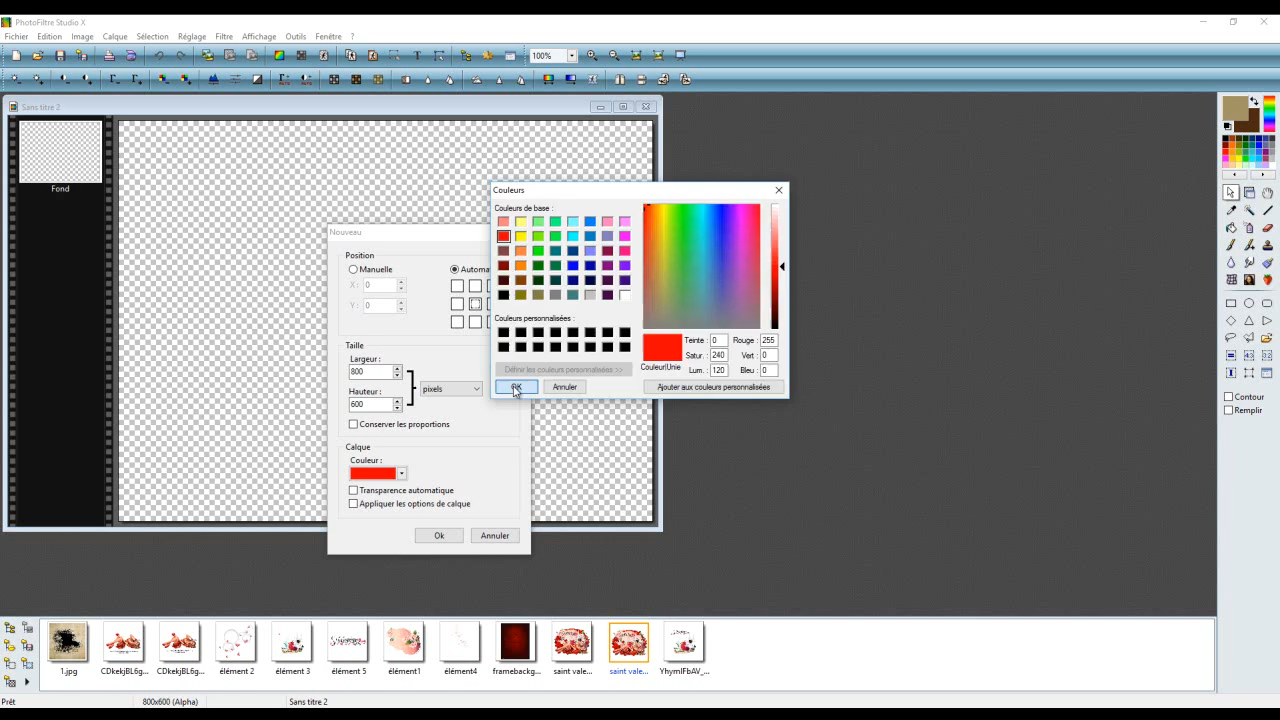 PhotoFiltre Studio X
Fichier Edition Image Calque Sélection Réglage Filtre Affichage Outils Fenêtre ?
100%
Sans titre 2
Fond
Nouveau
Position
Manuelle
X : 0
Y : 0
Taille
Largeur :
800
Hauteur :
600
pixels
Conserver les proportions
Calque
Couleur :
Transparence automatique
Appliquer les options de calque
Ok Annuler
Couleurs
Couleurs de base :
Couleurs personnalisées :
Définir les couleurs personnalisées >>
OK Annuler
Couleur|Unie
Teinte : 0 Rouge : 255
Satur. : 240 Vert : 0
Lum. : 120 Bleu : 0
Ajouter aux couleurs personnalisées
Contour
Remplir
1.jpg CDkekjBL6g... CDkekjBL6g... élément 2 élément 3 élément 5 élément1 élément4 framebackg... saint vale... saint vale... YhymIFbAV_...
Prêt 800x600 (Alpha) Sans titre 2